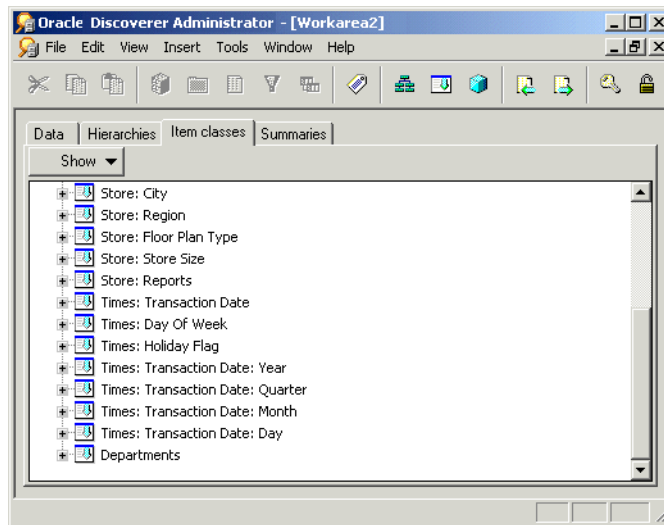 Oracle Discoverer Administrator - [Workarea2]
File Edit View Insert Tools Window Help
Data Hierarchies Item classes Summaries
Show
Store: City
Store: Region
Store: Floor Plan Type
Store: Store Size
Store: Reports
Times: Transaction Date
Times: Day Of Week
Times: Holiday Flag
Times: Transaction Date: Year
Times: Transaction Date: Quarter
Times: Transaction Date: Month
Times: Transaction Date: Day
Departments